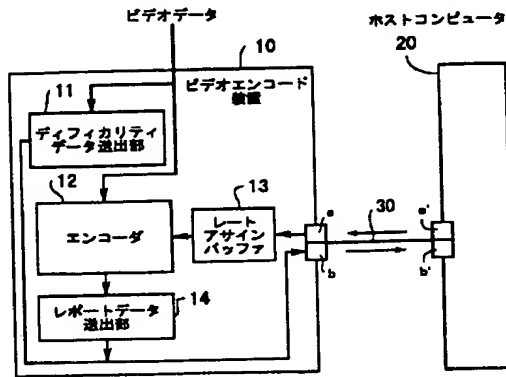 ビデオデータ
ホストコンピュータ
10
20
ビデオエンコード
装置
11
ディフィカリティ
データ送出部
12
13
エンコーダ
レート
アサイン
バッファ
a
30
a'
b
b'
レポートデータ
送出部
14